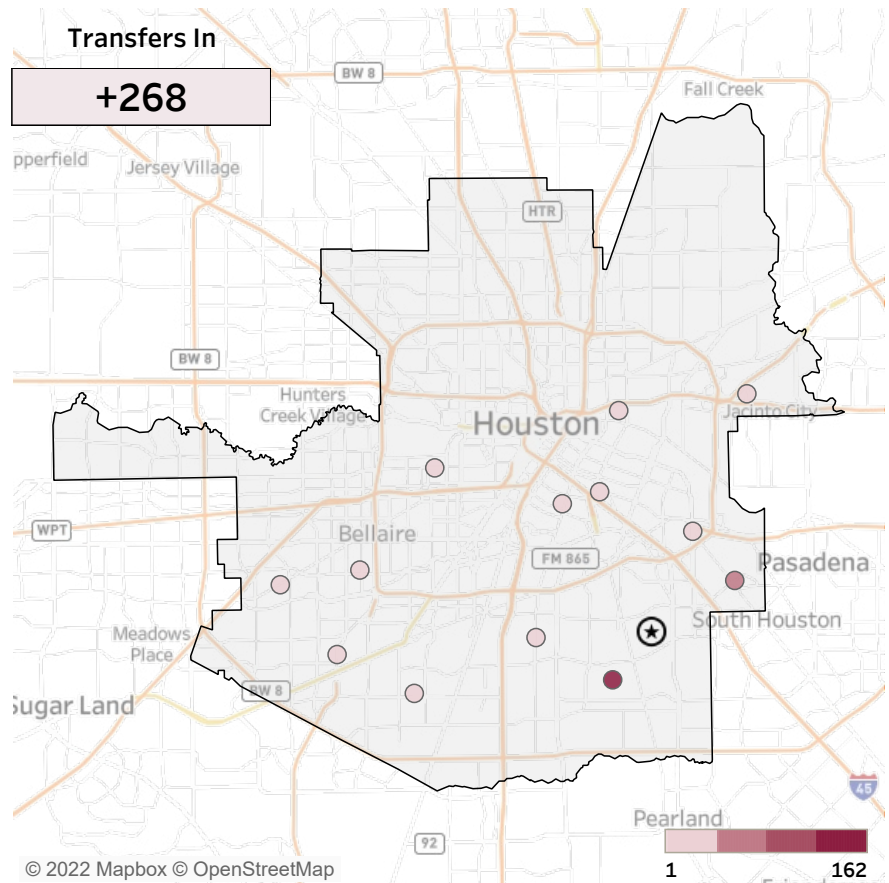 Transfers In
+268
BW 8
Fall Creek
pperfield
Jersey Village
HTR
BW 8
Hunters
Creek Village
Jacinto City
Houston
WPT
Bellaire
FM 865
Pasadena
South Houston
Meadows
Place
BW 8
Sugar Land
45
Pearland
92
1
162
© 2022 Mapbox © OpenStreetMap